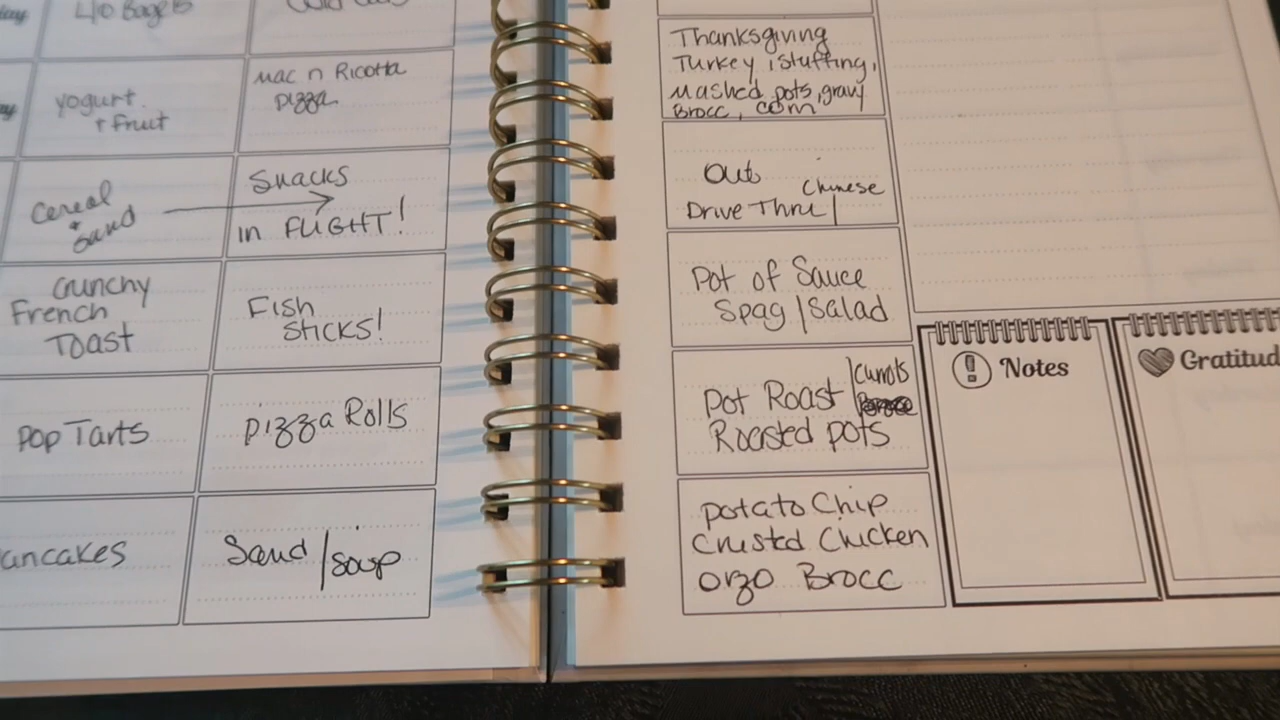 L/O Bagels
yogurt
+ Fruit
Mac n Ricotta
pizza
Cereal
+
Sand
Snacks
in FLIGHT!
Crunchy
French
Toast
Fish
Sticks!
Pop Tarts
pizza Rolls
ancakes
Sand/soup
Thanksgiving
Turkey, stuffing,
Mashed pots, gravy
Brocc, corn
Out
Chinese
Drive Thru/
Pot of Sauce
Spag/Salad
Pot Roast /Carrots
Roasted pots
potato Chip
Crusted Chicken
orzo Brocc
Notes
Gratitud